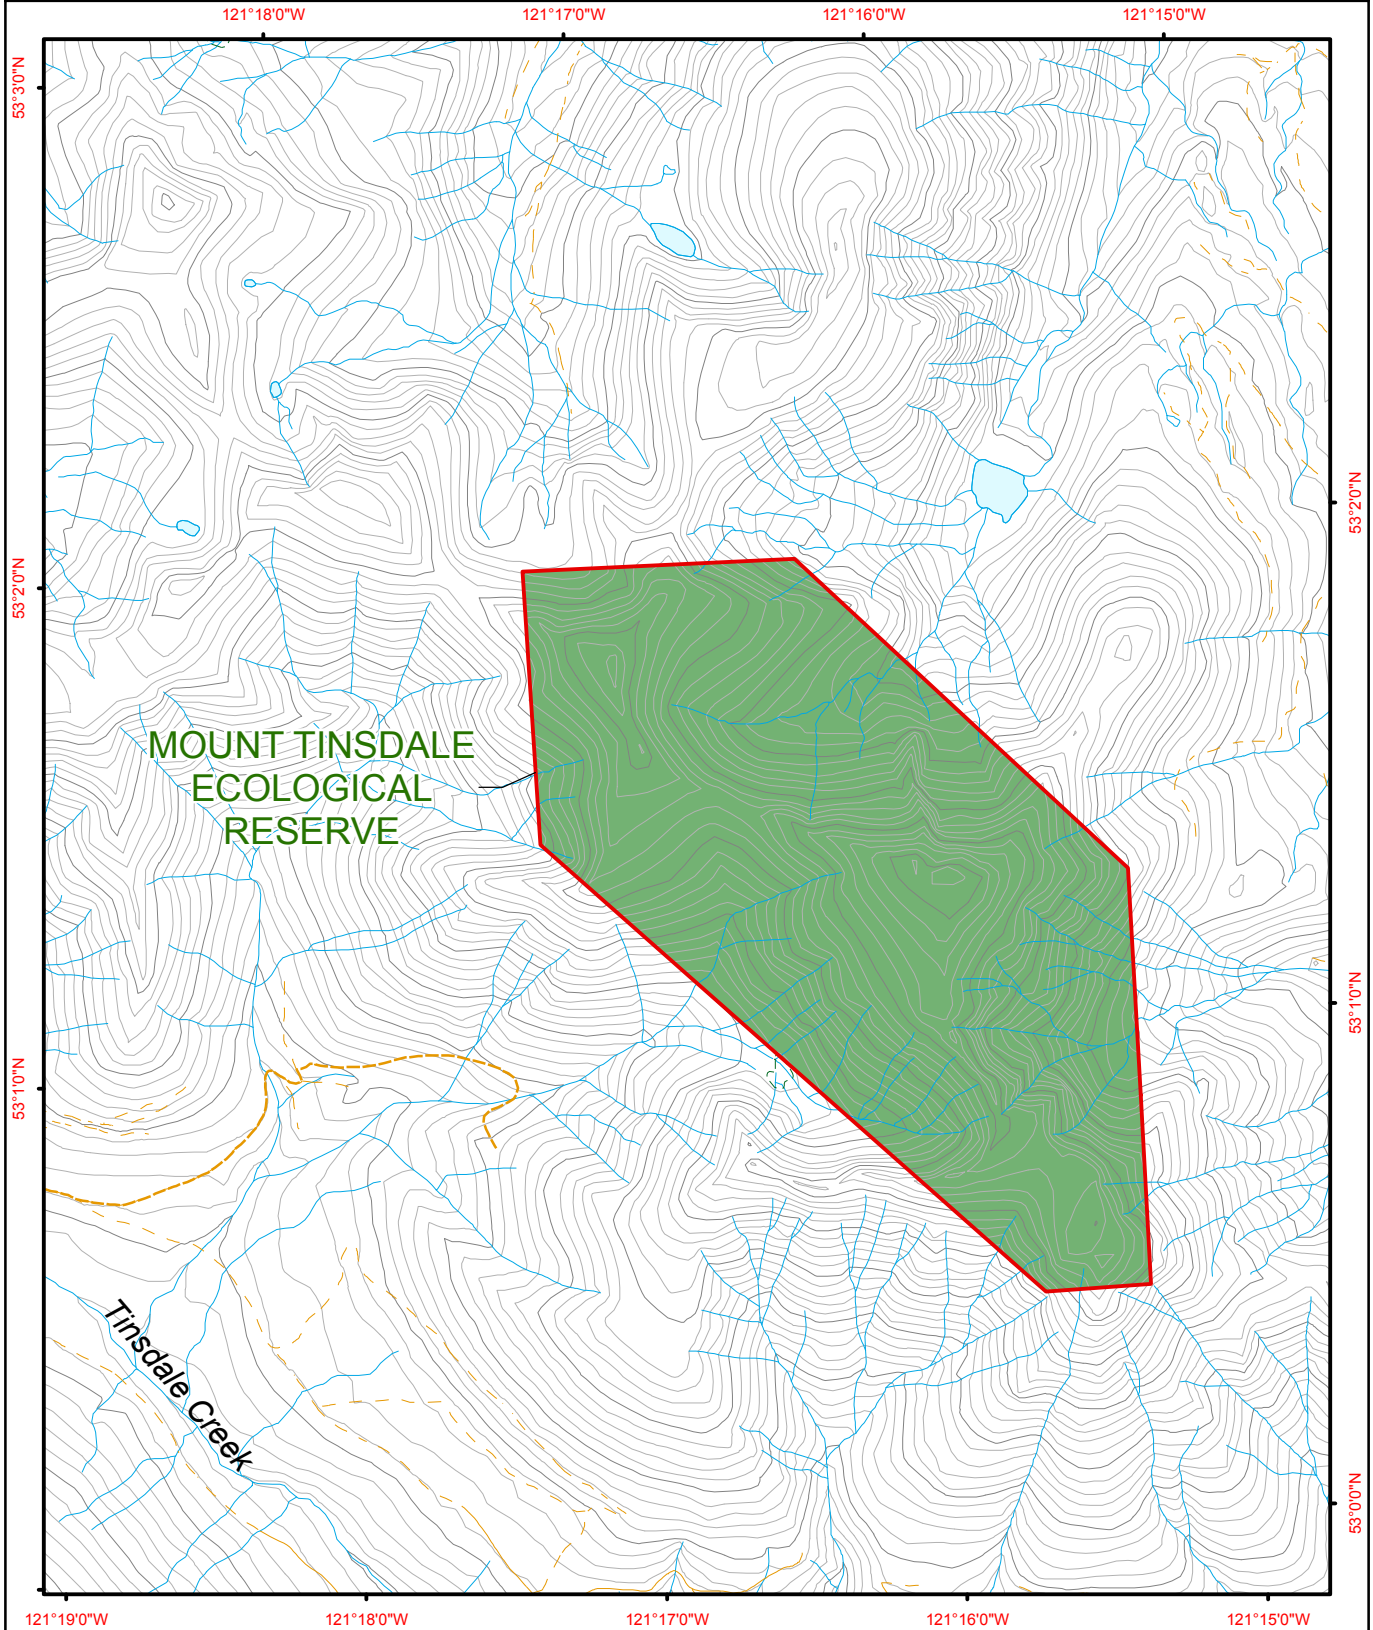 121°18'0"W 121°17'0"W 121°16'0"W 121°15'0"W
53°3'0"N
53°2'0"N
53°2'0"N
MOUNT TINSDALE
ECOLOGICAL
RESERVE
53°1'0"N
53°1'0"N
Tinsdale Creek
53°0'0"N
121°19'0"W 121°18'0"W 121°17'0"W 121°16'0"W 121°15'0"W